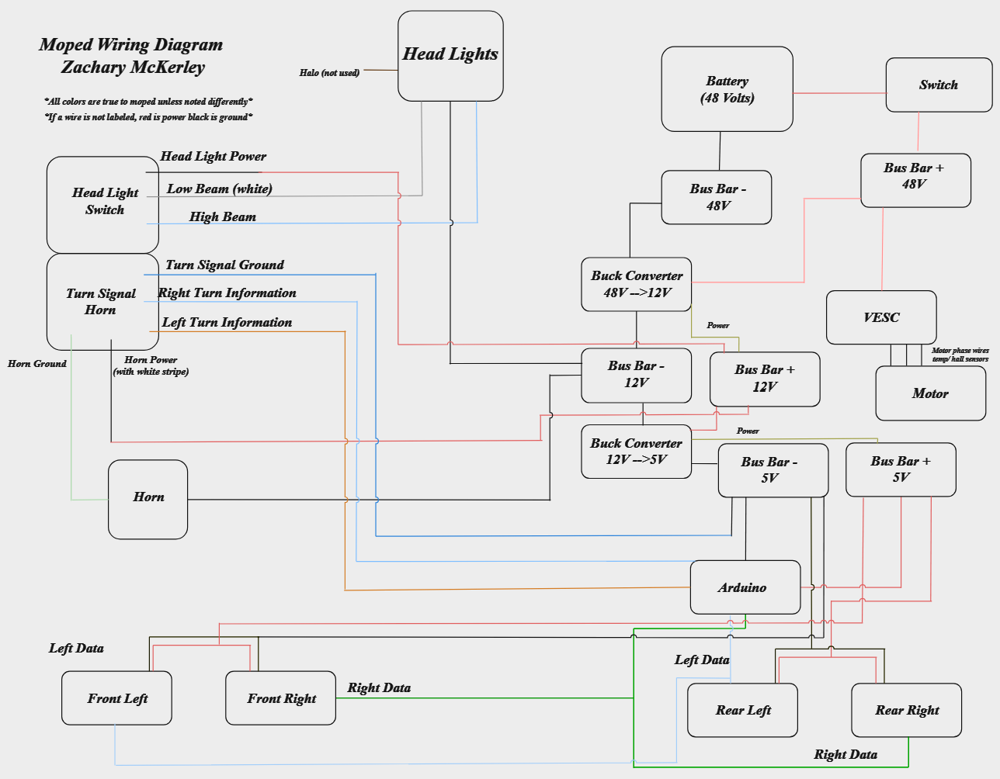 Moped Wiring Diagram
Zachary McKerley
*All colors are true to moped unless noted differently*
*If a wire is not labeled, red is power black is ground*
Head Lights
Halo (not used)
Battery
(48 Volts)
Switch
Bus Bar +
48V
Bus Bar -
48V
Head Light Power
Head Light
Switch
Low Beam (white)
High Beam
Turn Signal Ground
Turn Signal
Horn
Right Turn Information
Left Turn Information
Horn Ground
Horn Power
(with white stripe)
Buck Converter
48V -->12V
Power
VESC
Motor phase wires
temp/ hall sensors
Motor
Bus Bar -
12V
Bus Bar +
12V
Buck Converter
12V -->5V
Power
Bus Bar -
5V
Bus Bar +
5V
Horn
Arduino
Left Data
Front Left
Front Right
Right Data
Left Data
Rear Left
Rear Right
Right Data